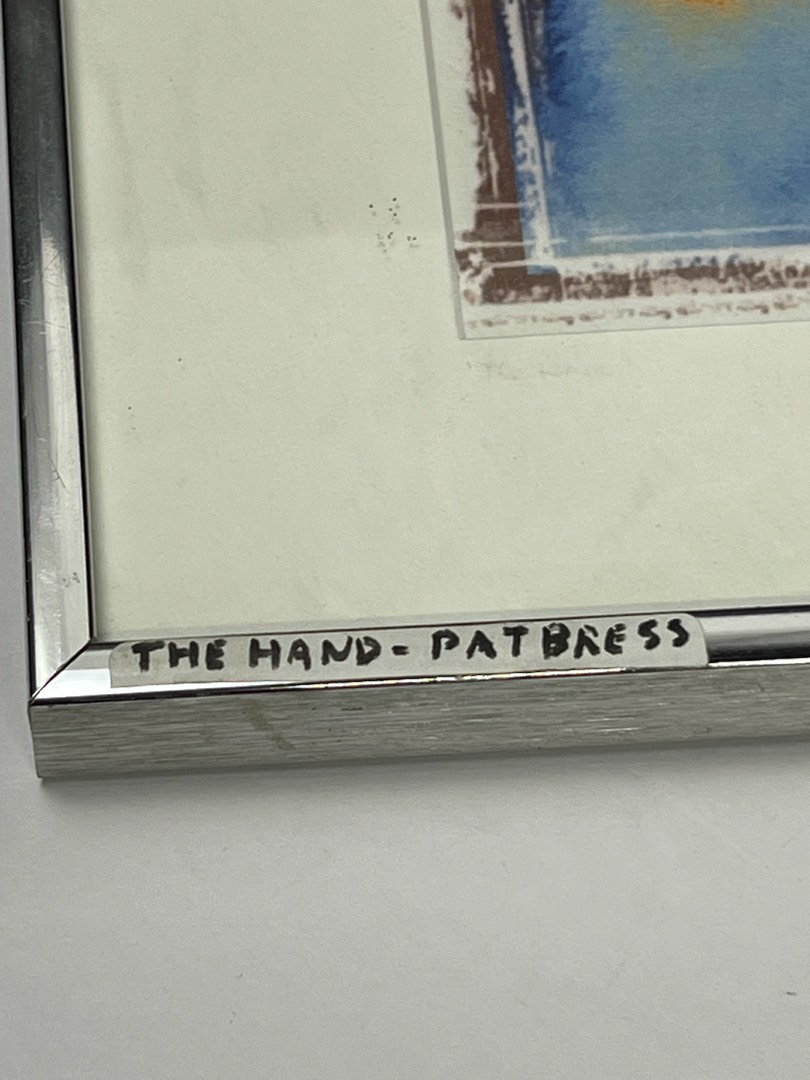 THE HAND - PAT BRESS